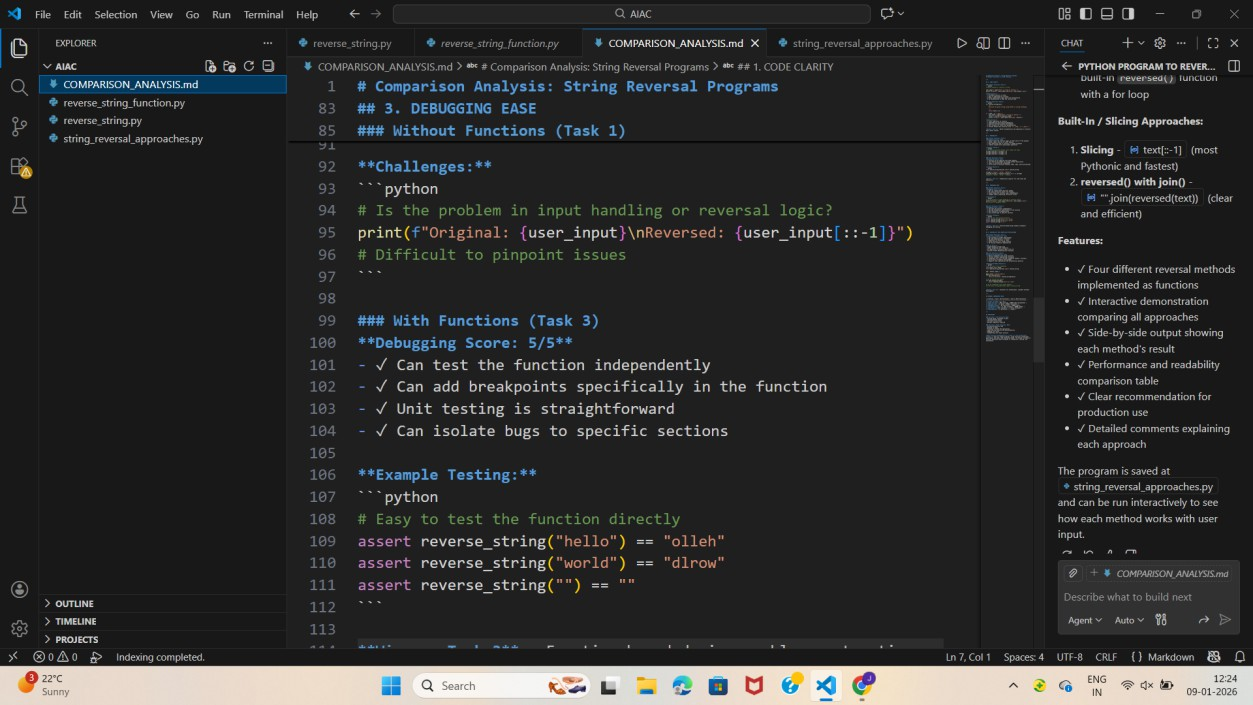 File Edit Selection View Go Run Terminal Help
AIAC
EXPLORER
AIAC
COMPARISON_ANALYSIS.md
reverse_string_function.py
reverse_string.py
string_reversal_approaches.py
OUTLINE
TIMELINE
PROJECTS
reverse_string.py
reverse_string_function.py
COMPARISON_ANALYSIS.md
string_reversal_approaches.py
COMPARISON_ANALYSIS.md > # Comparison Analysis: String Reversal Programs > ## 1. CODE CLARITY
1 # Comparison Analysis: String Reversal Programs
83 ## 3. DEBUGGING EASE
85 ### Without Functions (Task 1)
91
92 **Challenges:**
93 ```python
94 # Is the problem in input handling or reversal logic?
95 print(f"Original: {user_input}\nReversed: {user_input[::-1]}")
96 # Difficult to pinpoint issues
97 ```
98
99 ### With Functions (Task 3)
100 **Debugging Score: 5/5**
101 - ✓ Can test the function independently
102 - ✓ Can add breakpoints specifically in the function
103 - ✓ Unit testing is straightforward
104 - ✓ Can isolate bugs to specific sections
105
106 **Example Testing:**
107 ```python
108 # Easy to test the function directly
109 assert reverse_string("hello") == "olleh"
110 assert reverse_string("world") == "dlrow"
111 assert reverse_string("") == ""
112 ```
113
CHAT
PYTHON PROGRAM TO REVER...
built-in reversed() function
with a for loop
Built-In / Slicing Approaches:
1. Slicing - text[::-1] (most
Pythonic and fastest)
2. reversed() with join() -
"".join(reversed(text)) (clear
and efficient)
Features:
• ✓ Four different reversal methods
implemented as functions
• ✓ Interactive demonstration
comparing all approaches
• ✓ Side-by-side output showing
each method's result
• ✓ Performance and readability
comparison table
• ✓ Clear recommendation for
production use
• ✓ Detailed comments explaining
each approach
The program is saved at
string_reversal_approaches.py
and can be run interactively to see
how each method works with user
input.
COMPARISON_ANALYSIS.md
Describe what to build next
Agent Auto
0 0 Indexing completed.
Ln 7, Col 1 Spaces: 4 UTF-8 CRLF {} Markdown
3
22°C
Sunny
Search
J
ENG
IN
12:24
09-01-2026